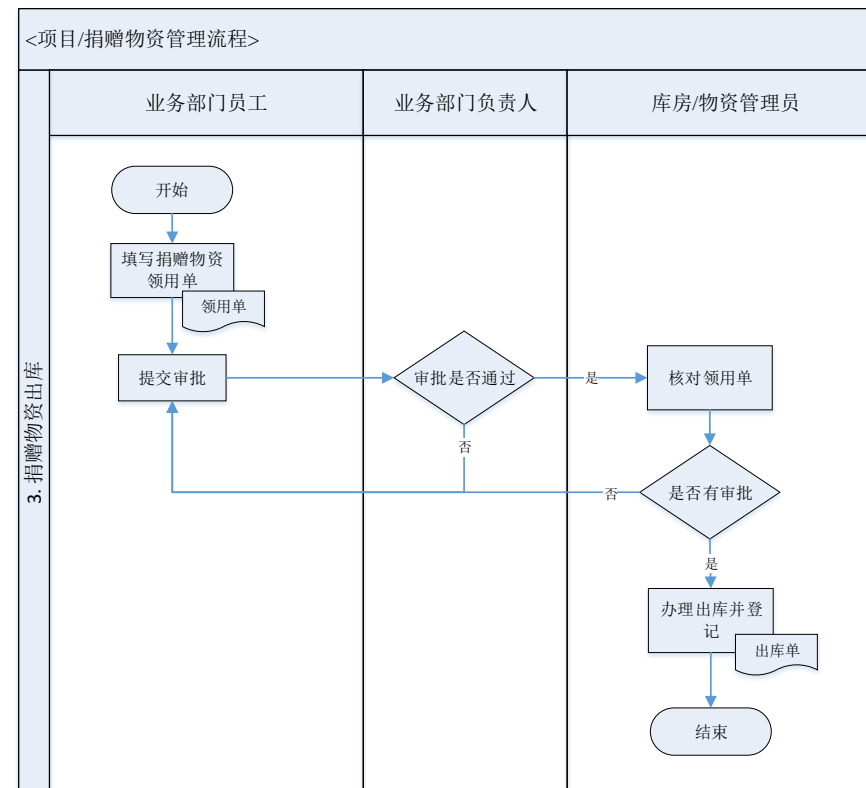 <项目/捐赠物资管理流程>
业务部门员工
业务部门负责人
库房/物资管理员
3. 捐赠物资出库
开始
填写捐赠物资
领用单
领用单
提交审批
审批是否通过
是
核对领用单
否
否
是否有审批
是
办理出库并登
记
出库单
结束